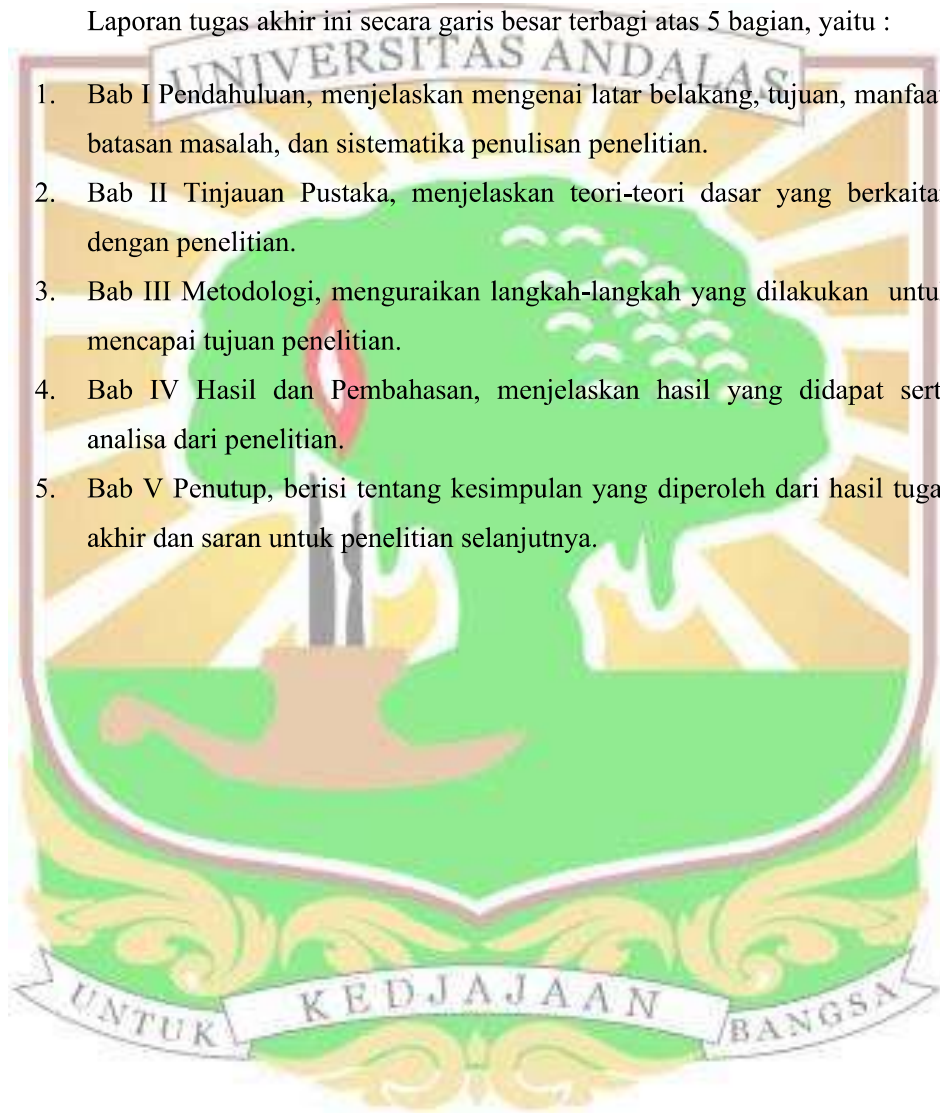 Laporan tugas akhir ini secara garis besar terbagi atas 5 bagian, yaitu :
UNIVERSITAS ANDALAS
1. Bab I Pendahuluan, menjelaskan mengenai latar belakang, tujuan, manfaa
batasan masalah, dan sistematika penulisan penelitian.
2. Bab II Tinjauan Pustaka, menjelaskan teori-teori dasar yang berkaita
dengan penelitian.
3. Bab III Metodologi, menguraikan langkah-langkah yang dilakukan untu
mencapai tujuan penelitian.
4. Bab IV Hasil dan Pembahasan, menjelaskan hasil yang didapat sert
analisa dari penelitian.
5. Bab V Penutup, berisi tentang kesimpulan yang diperoleh dari hasil tuga
akhir dan saran untuk penelitian selanjutnya.
UNTUK KEDJAJAAN BANGSA